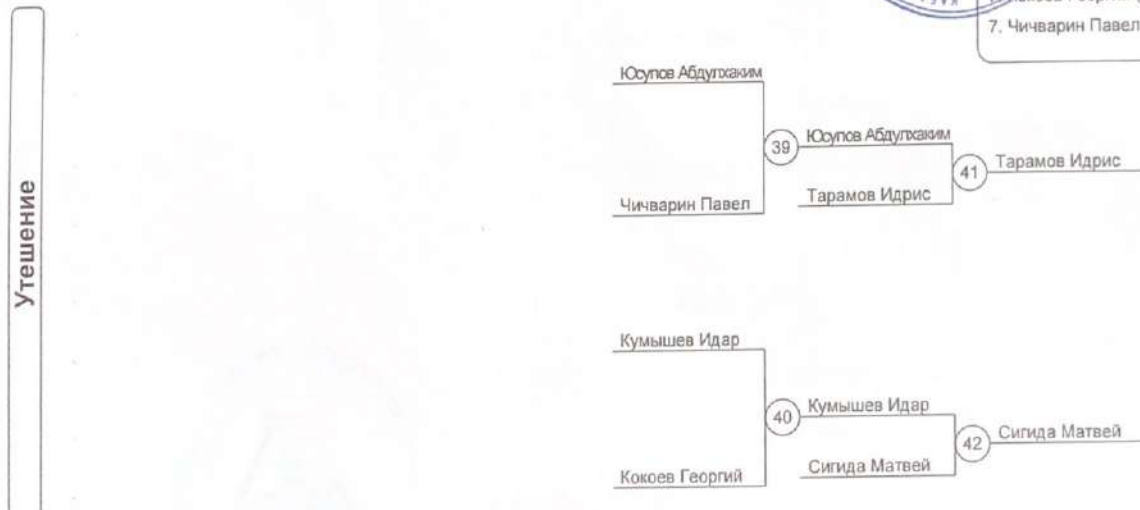 7. Чичварин Павел
Утешение
Юсупов Абдулхаким
39
Юсупов Абдулхаким
41
Тарамов Идрис
Чичварин Павел
Тарамов Идрис
Кумышев Идар
40
Кумышев Идар
42
Сигида Матвей
Кокоев Георгий
Сигида Матвей